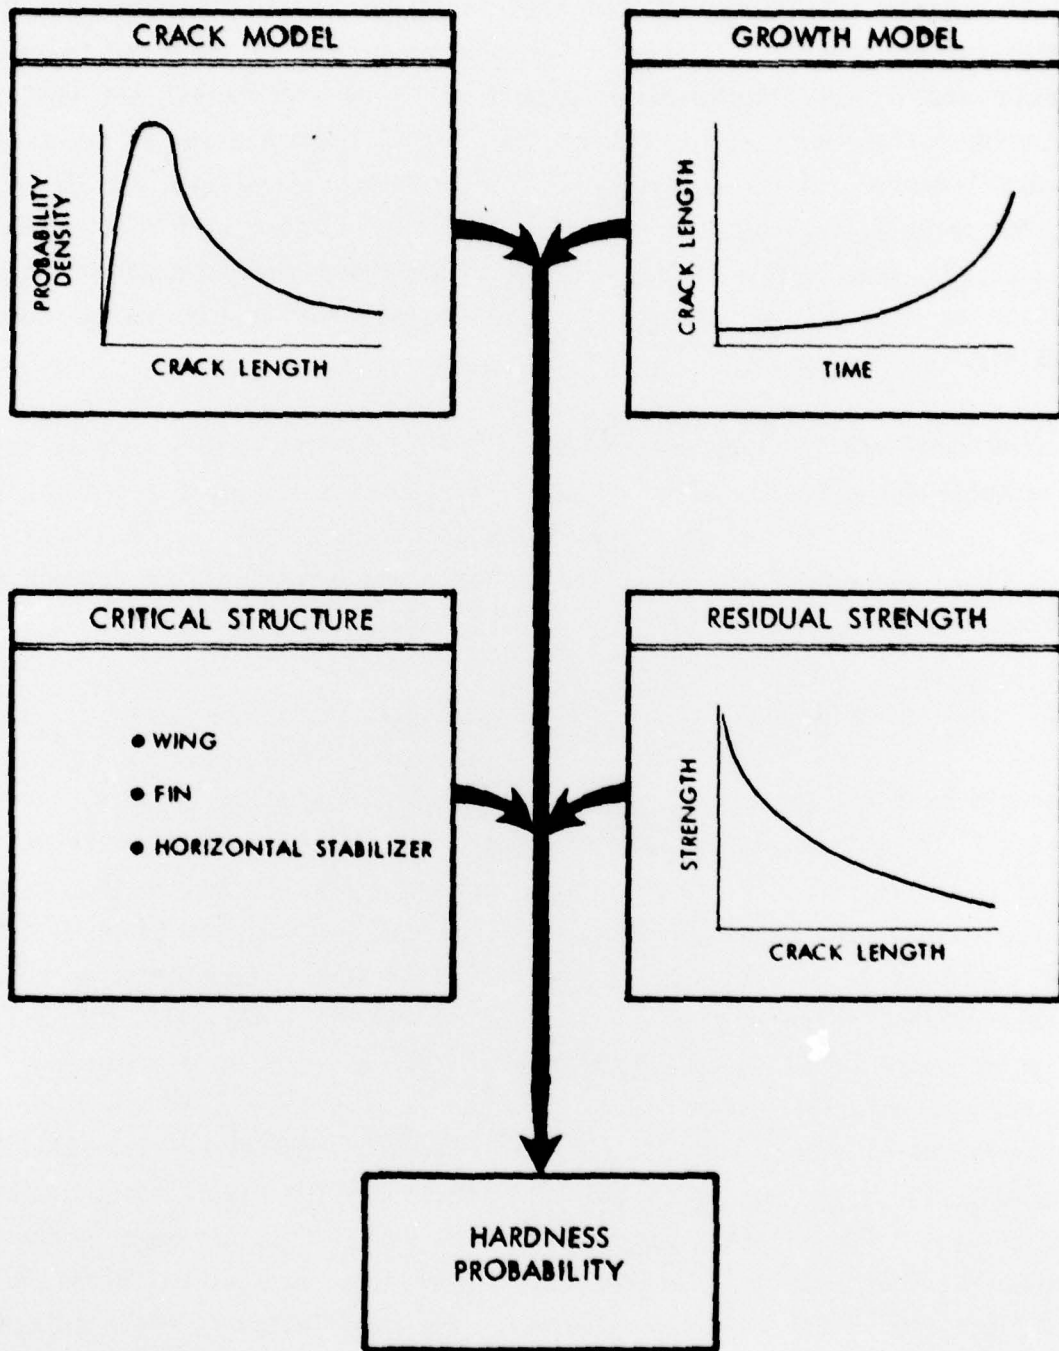 CRACK MODEL
PROBABILITY
DENSITY
CRACK LENGTH
GROWTH MODEL
CRACK LENGTH
TIME
CRITICAL STRUCTURE
● WING
● FIN
● HORIZONTAL STABILIZER
RESIDUAL STRENGTH
STRENGTH
CRACK LENGTH
HARDNESS
PROBABILITY